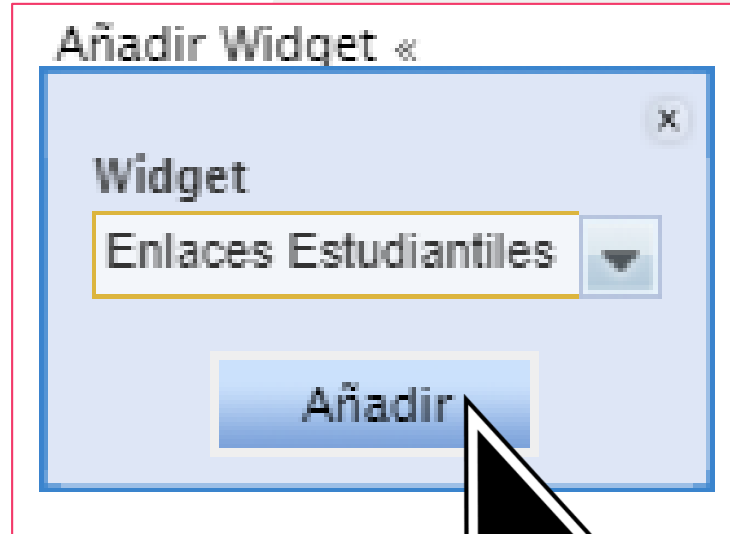 Añadir Widget «
x
Widget
Enlaces Estudiantiles
Añadir